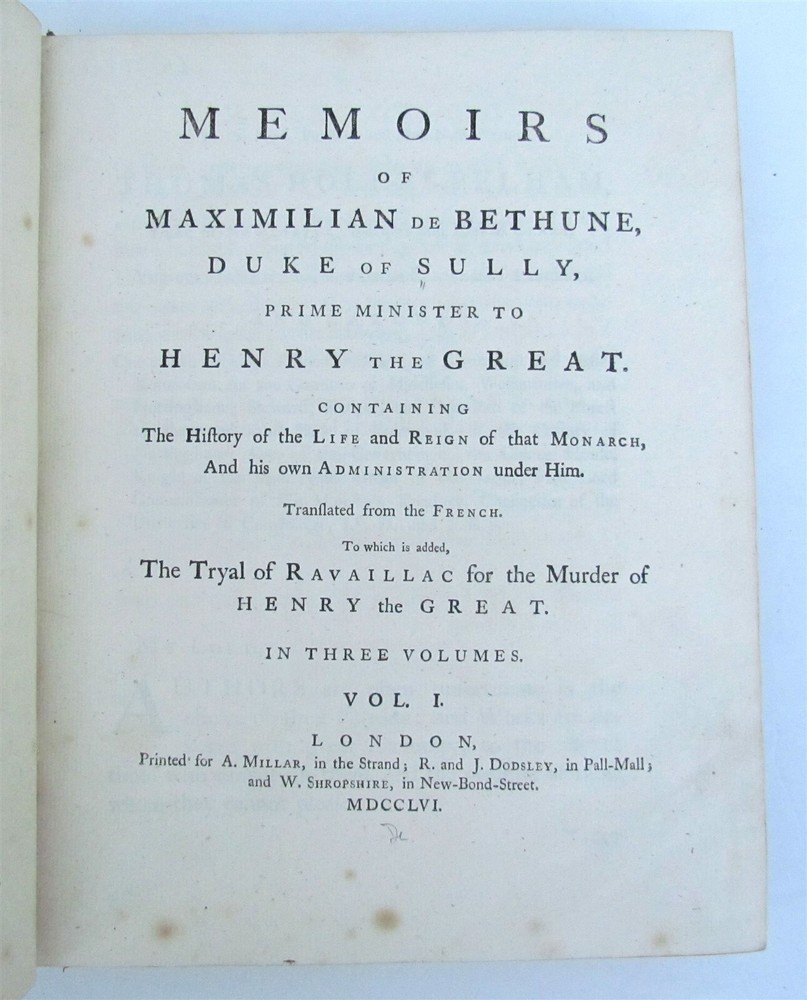 MEMOIRS
OF
MAXIMILIAN DE BETHUNE,
DUKE OF SULLY,
PRIME MINISTER TO
HENRY THE GREAT.
CONTAINING
The Hiſtory of the LIFE and REIGN of that MONARCH,
And his own ADMINISTRATION under Him.
Tranſlated from the FRENCH.
To which is added,
The Tryal of RAVAILLAC for the Murder of
HENRY the GREAT.
IN THREE VOLUMES.
VOL. I.
LONDON,
Printed for A. MILLAR, in the Strand; R. and J. DODSLEY, in Pall-Mall;
and W. SHROPSHIRE, in New-Bond-Street.
MDCCLVI.